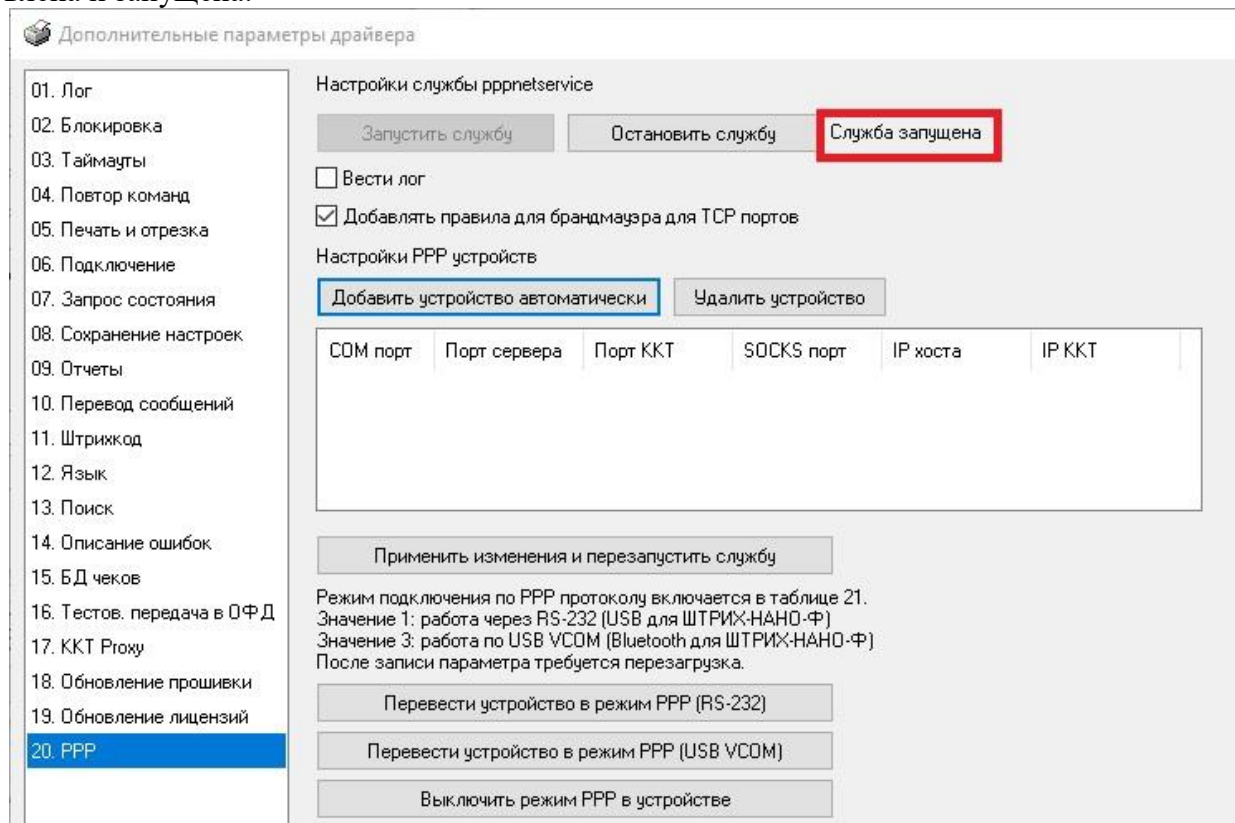 Дополнительные параметры драйвера
01. Лог
02. Блокировка
03. Таймауты
04. Повтор команд
05. Печать и отрезка
06. Подключение
07. Запрос состояния
08. Сохранение настроек
09. Отчеты
10. Перевод сообщений
11. Штрихкод
12. Язык
13. Поиск
14. Описание ошибок
15. БД чеков
16. Тестов. передача в ОФД
17. ККТ Proxy
18. Обновление прошивки
19. Обновление лицензий
20. PPP
Настройки службы pppnetservice
Запустить службу Остановить службу Служба запущена
Вести лог
Добавлять правила для брандмауэра для TCP портов
Настройки PPP устройств
Добавить устройство автоматически Удалить устройство
COM порт Порт сервера Порт ККТ SOCKS порт IP хоста IP ККТ
Применить изменения и перезапустить службу
Режим подключения по PPP протоколу включается в таблице 21.
Значение 1: работа через RS-232 (USB для ШТРИХ-НАНО-Ф)
Значение 3: работа по USB VCOM (Bluetooth для ШТРИХ-НАНО-Ф)
После записи параметра требуется перезагрузка.
Перевести устройство в режим PPP (RS-232)
Перевести устройство в режим PPP (USB VCOM)
Выключить режим PPP в устройстве